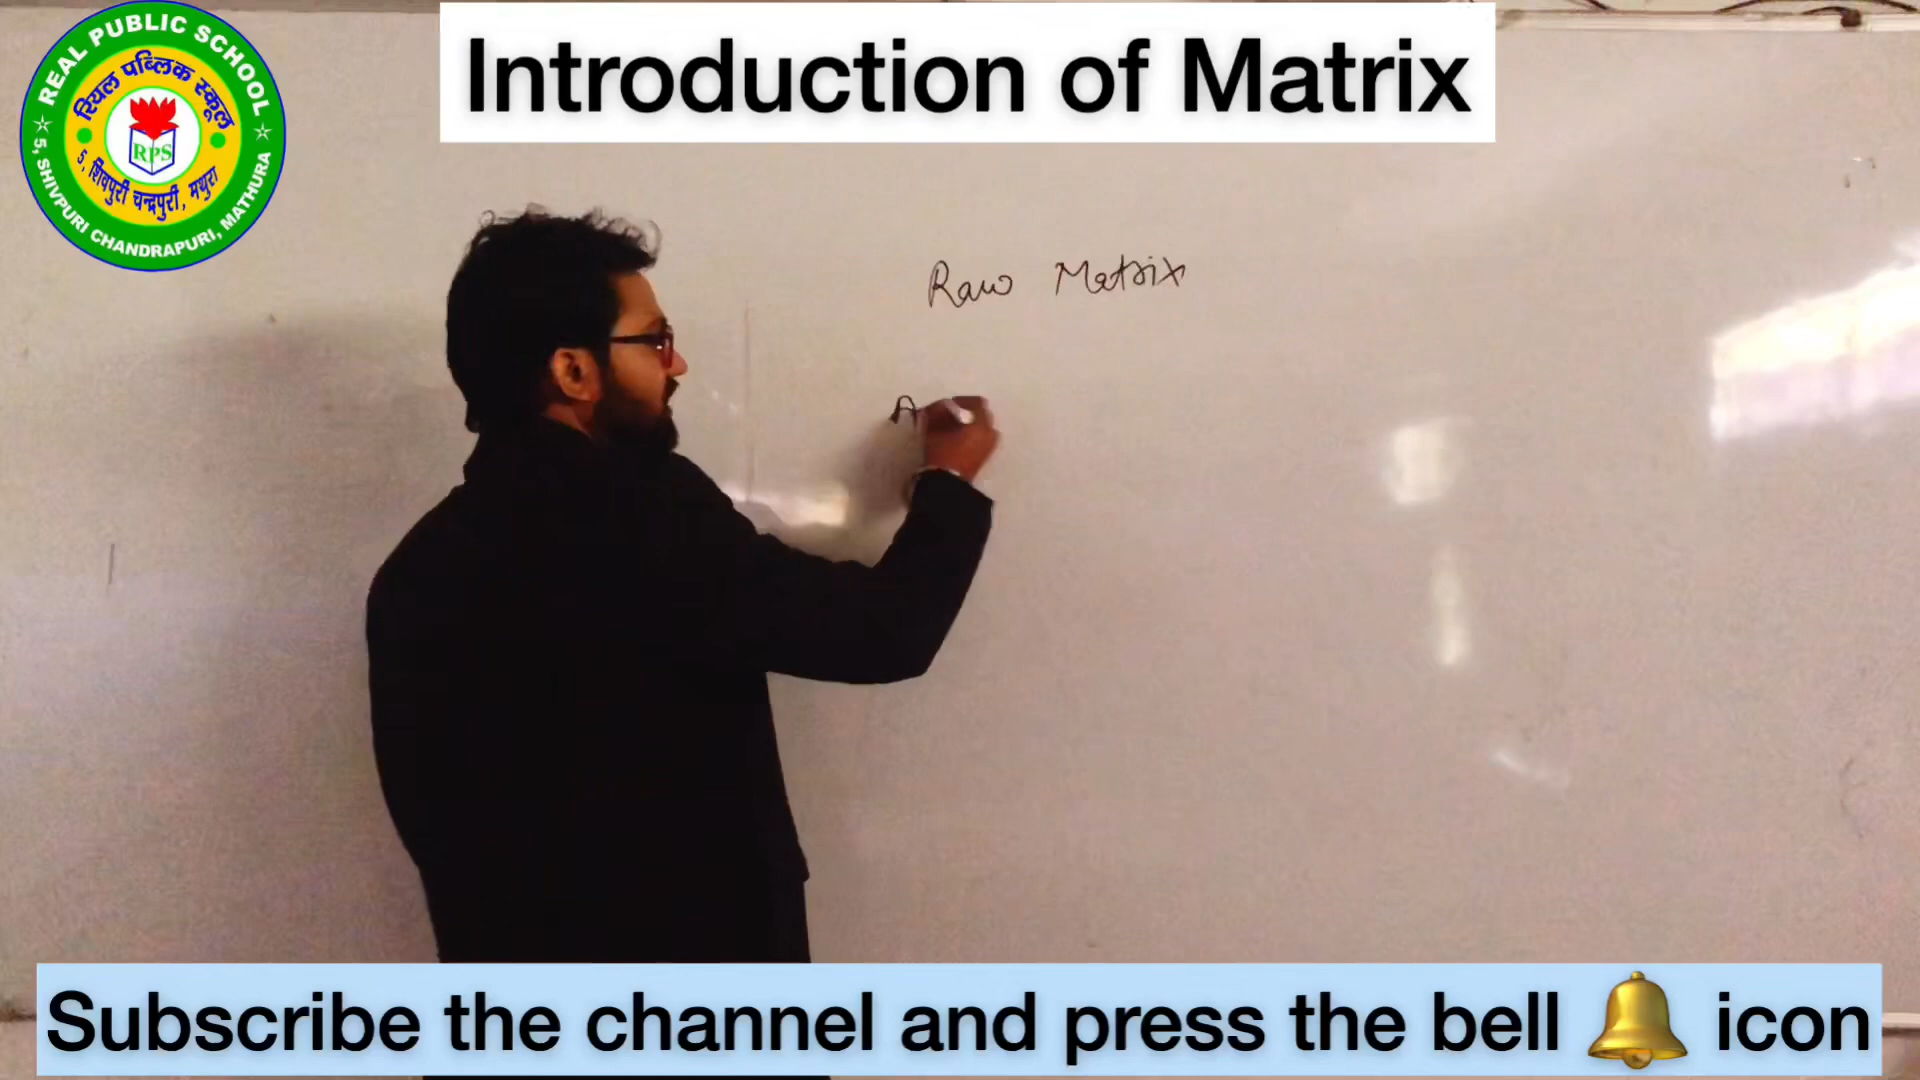 REAL PUBLIC SCHOOL
रियल पब्लिक स्कूल
RPS
5, शिवपुरी चन्द्रपुरी, मथुरा
☆ 5, SHIVPURI CHANDRAPURI, MATHURA ☆
Introduction of Matrix
Raw Matrix
A
Subscribe the channel and press the bell 🔔 icon